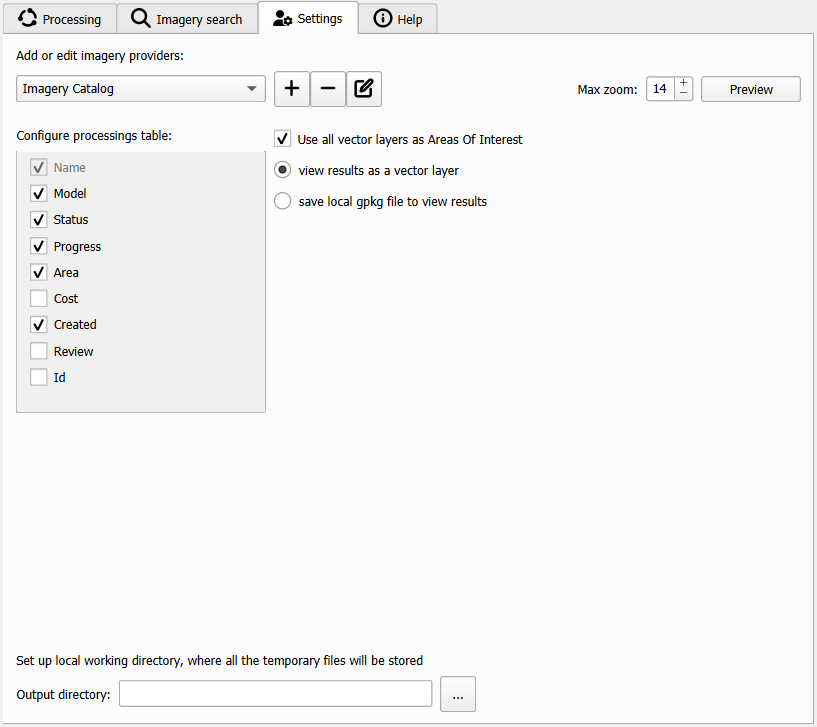 Processing Imagery search Settings Help
Add or edit imagery providers:
Imagery Catalog Max zoom: 14 Preview
Configure processings table:
Use all vector layers as Areas Of Interest
Name
view results as a vector layer
Model
save local gpkg file to view results
Status
Progress
Area
Cost
Created
Review
Id
Set up local working directory, where all the temporary files will be stored
Output directory: ...